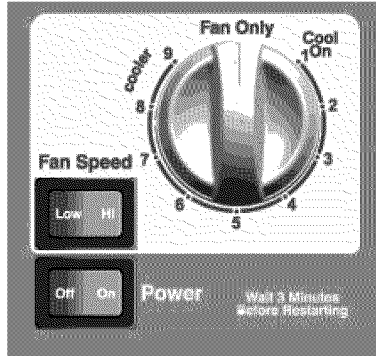 Fan Only
Cool
On
cooler
9
1
8
2
Fan Speed
7
3
6
4
5
Low
Hi
Off
On
Power
Wait 3 Minutes
Before Restarting